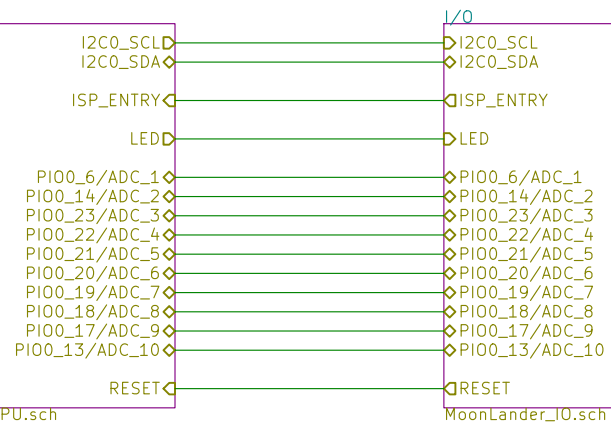 I/O
I2C0_SCL I2C0_SCL
I2C0_SDA I2C0_SDA
ISP_ENTRY ISP_ENTRY
LED LED
PIO0_6/ADC_1 PIO0_6/ADC_1
PIO0_14/ADC_2 PIO0_14/ADC_2
PIO0_23/ADC_3 PIO0_23/ADC_3
PIO0_22/ADC_4 PIO0_22/ADC_4
PIO0_21/ADC_5 PIO0_21/ADC_5
PIO0_20/ADC_6 PIO0_20/ADC_6
PIO0_19/ADC_7 PIO0_19/ADC_7
PIO0_18/ADC_8 PIO0_18/ADC_8
PIO0_17/ADC_9 PIO0_17/ADC_9
PIO0_13/ADC_10 PIO0_13/ADC_10
RESET RESET
PU.sch MoonLander_IO.sch